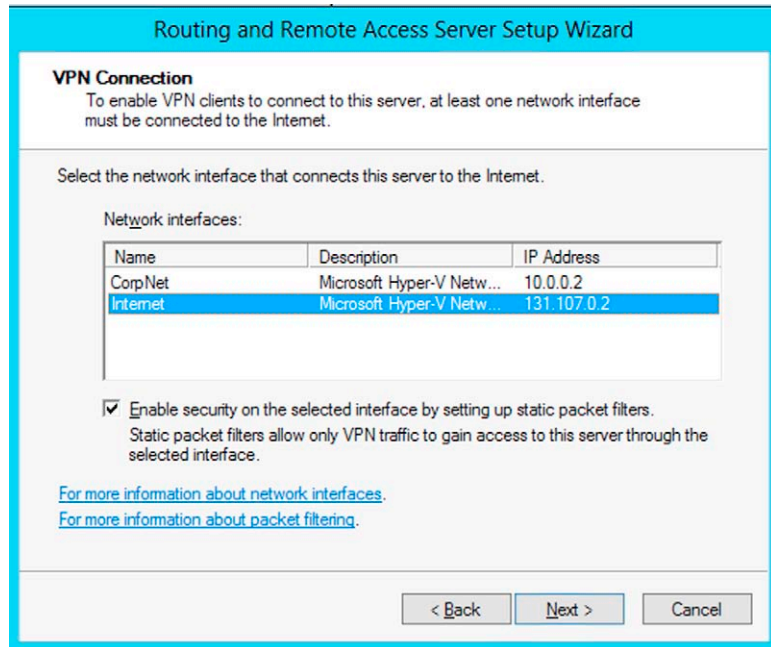 Routing and Remote Access Server Setup Wizard
VPN Connection
To enable VPN clients to connect to this server, at least one network interface
must be connected to the Internet.
Select the network interface that connects this server to the Internet.
Network interfaces:
Name Description IP Address
CorpNet Microsoft Hyper-V Netw... 10.0.0.2
Internet Microsoft Hyper-V Netw... 131.107.0.2
Enable security on the selected interface by setting up static packet filters.
Static packet filters allow only VPN traffic to gain access to this server through the
selected interface.
For more information about network interfaces.
For more information about packet filtering.
< Back Next > Cancel